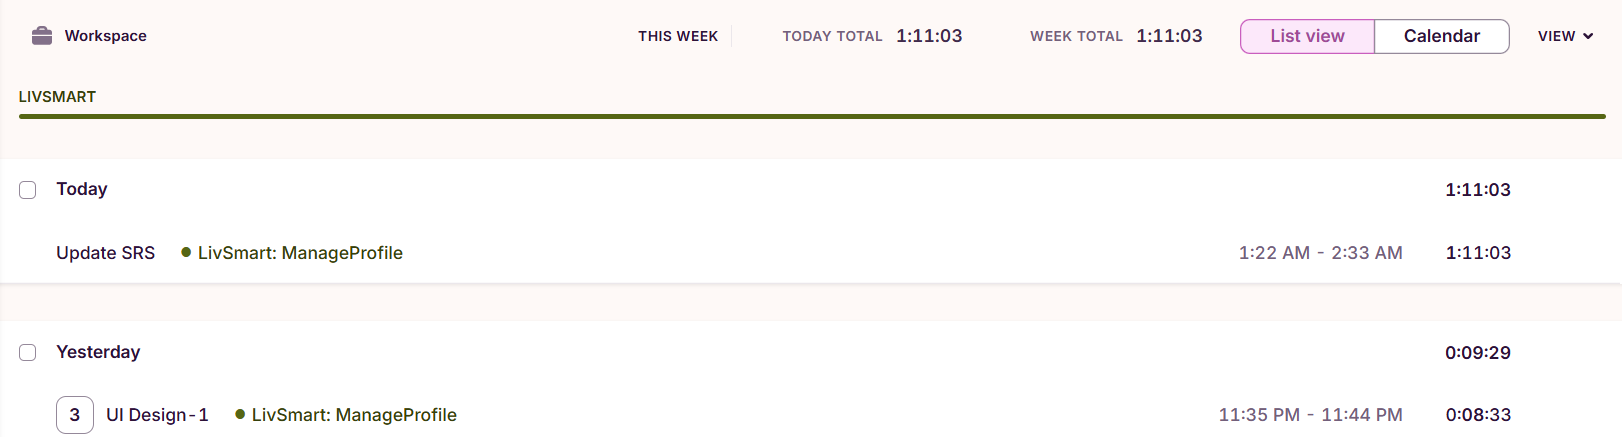 Workspace THIS WEEK TODAY TOTAL 1:11:03 WEEK TOTAL 1:11:03 List view Calendar VIEW
LIVSMART
Today 1:11:03
Update SRS LivSmart: ManageProfile 1:22 AM - 2:33 AM 1:11:03
Yesterday 0:09:29
3 UI Design-1 LivSmart: ManageProfile 11:35 PM - 11:44 PM 0:08:33